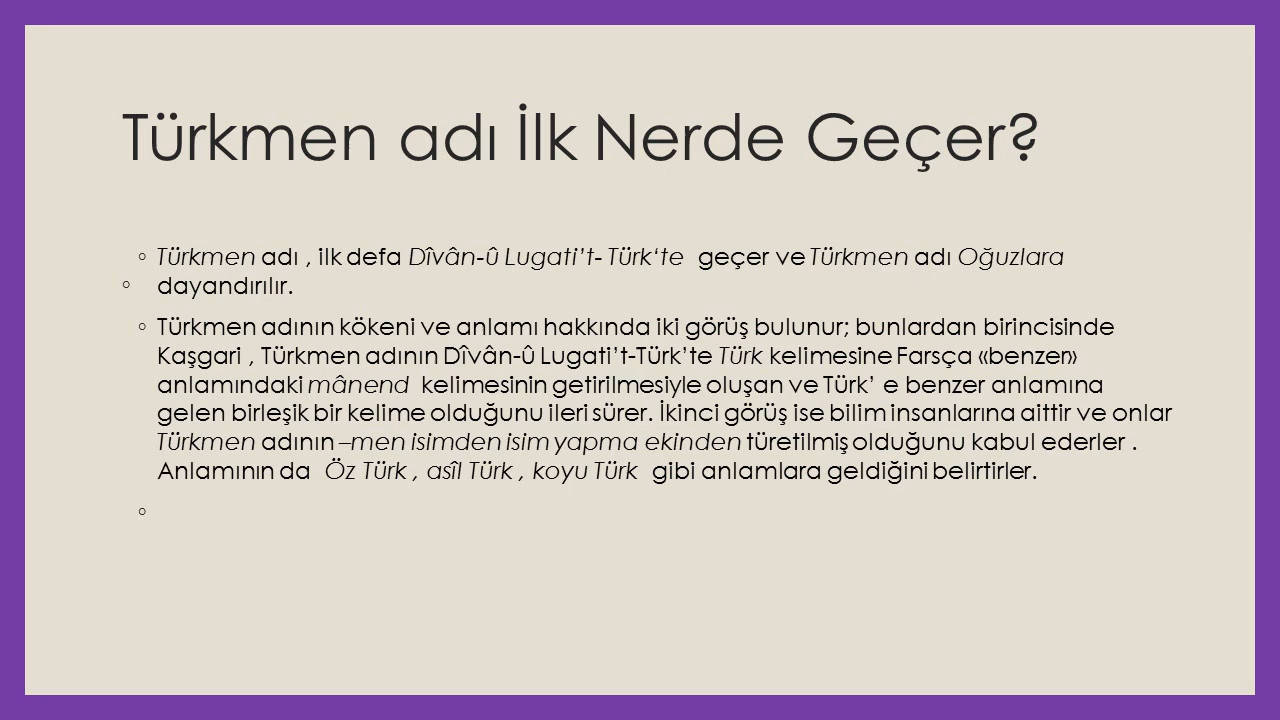 Türkmen adı İlk Nerde Geçer?
◦ Türkmen adı , ilk defa Dîvân-û Lugati’t- Türk‘te geçer ve Türkmen adı Oğuzlara
◦ dayandırılır.
◦ Türkmen adının kökeni ve anlamı hakkında iki görüş bulunur; bunlardan birincisinde
Kaşgari , Türkmen adının Dîvân-û Lugati’t-Türk’te Türk kelimesine Farsça «benzer»
anlamındaki mânend kelimesinin getirilmesiyle oluşan ve Türk’ e benzer anlamına
gelen birleşik bir kelime olduğunu ileri sürer. İkinci görüş ise bilim insanlarına aittir ve onlar
Türkmen adının –men isimden isim yapma ekinden türetilmiş olduğunu kabul ederler .
Anlamının da Öz Türk , asîl Türk , koyu Türk gibi anlamlara geldiğini belirtirler.
◦